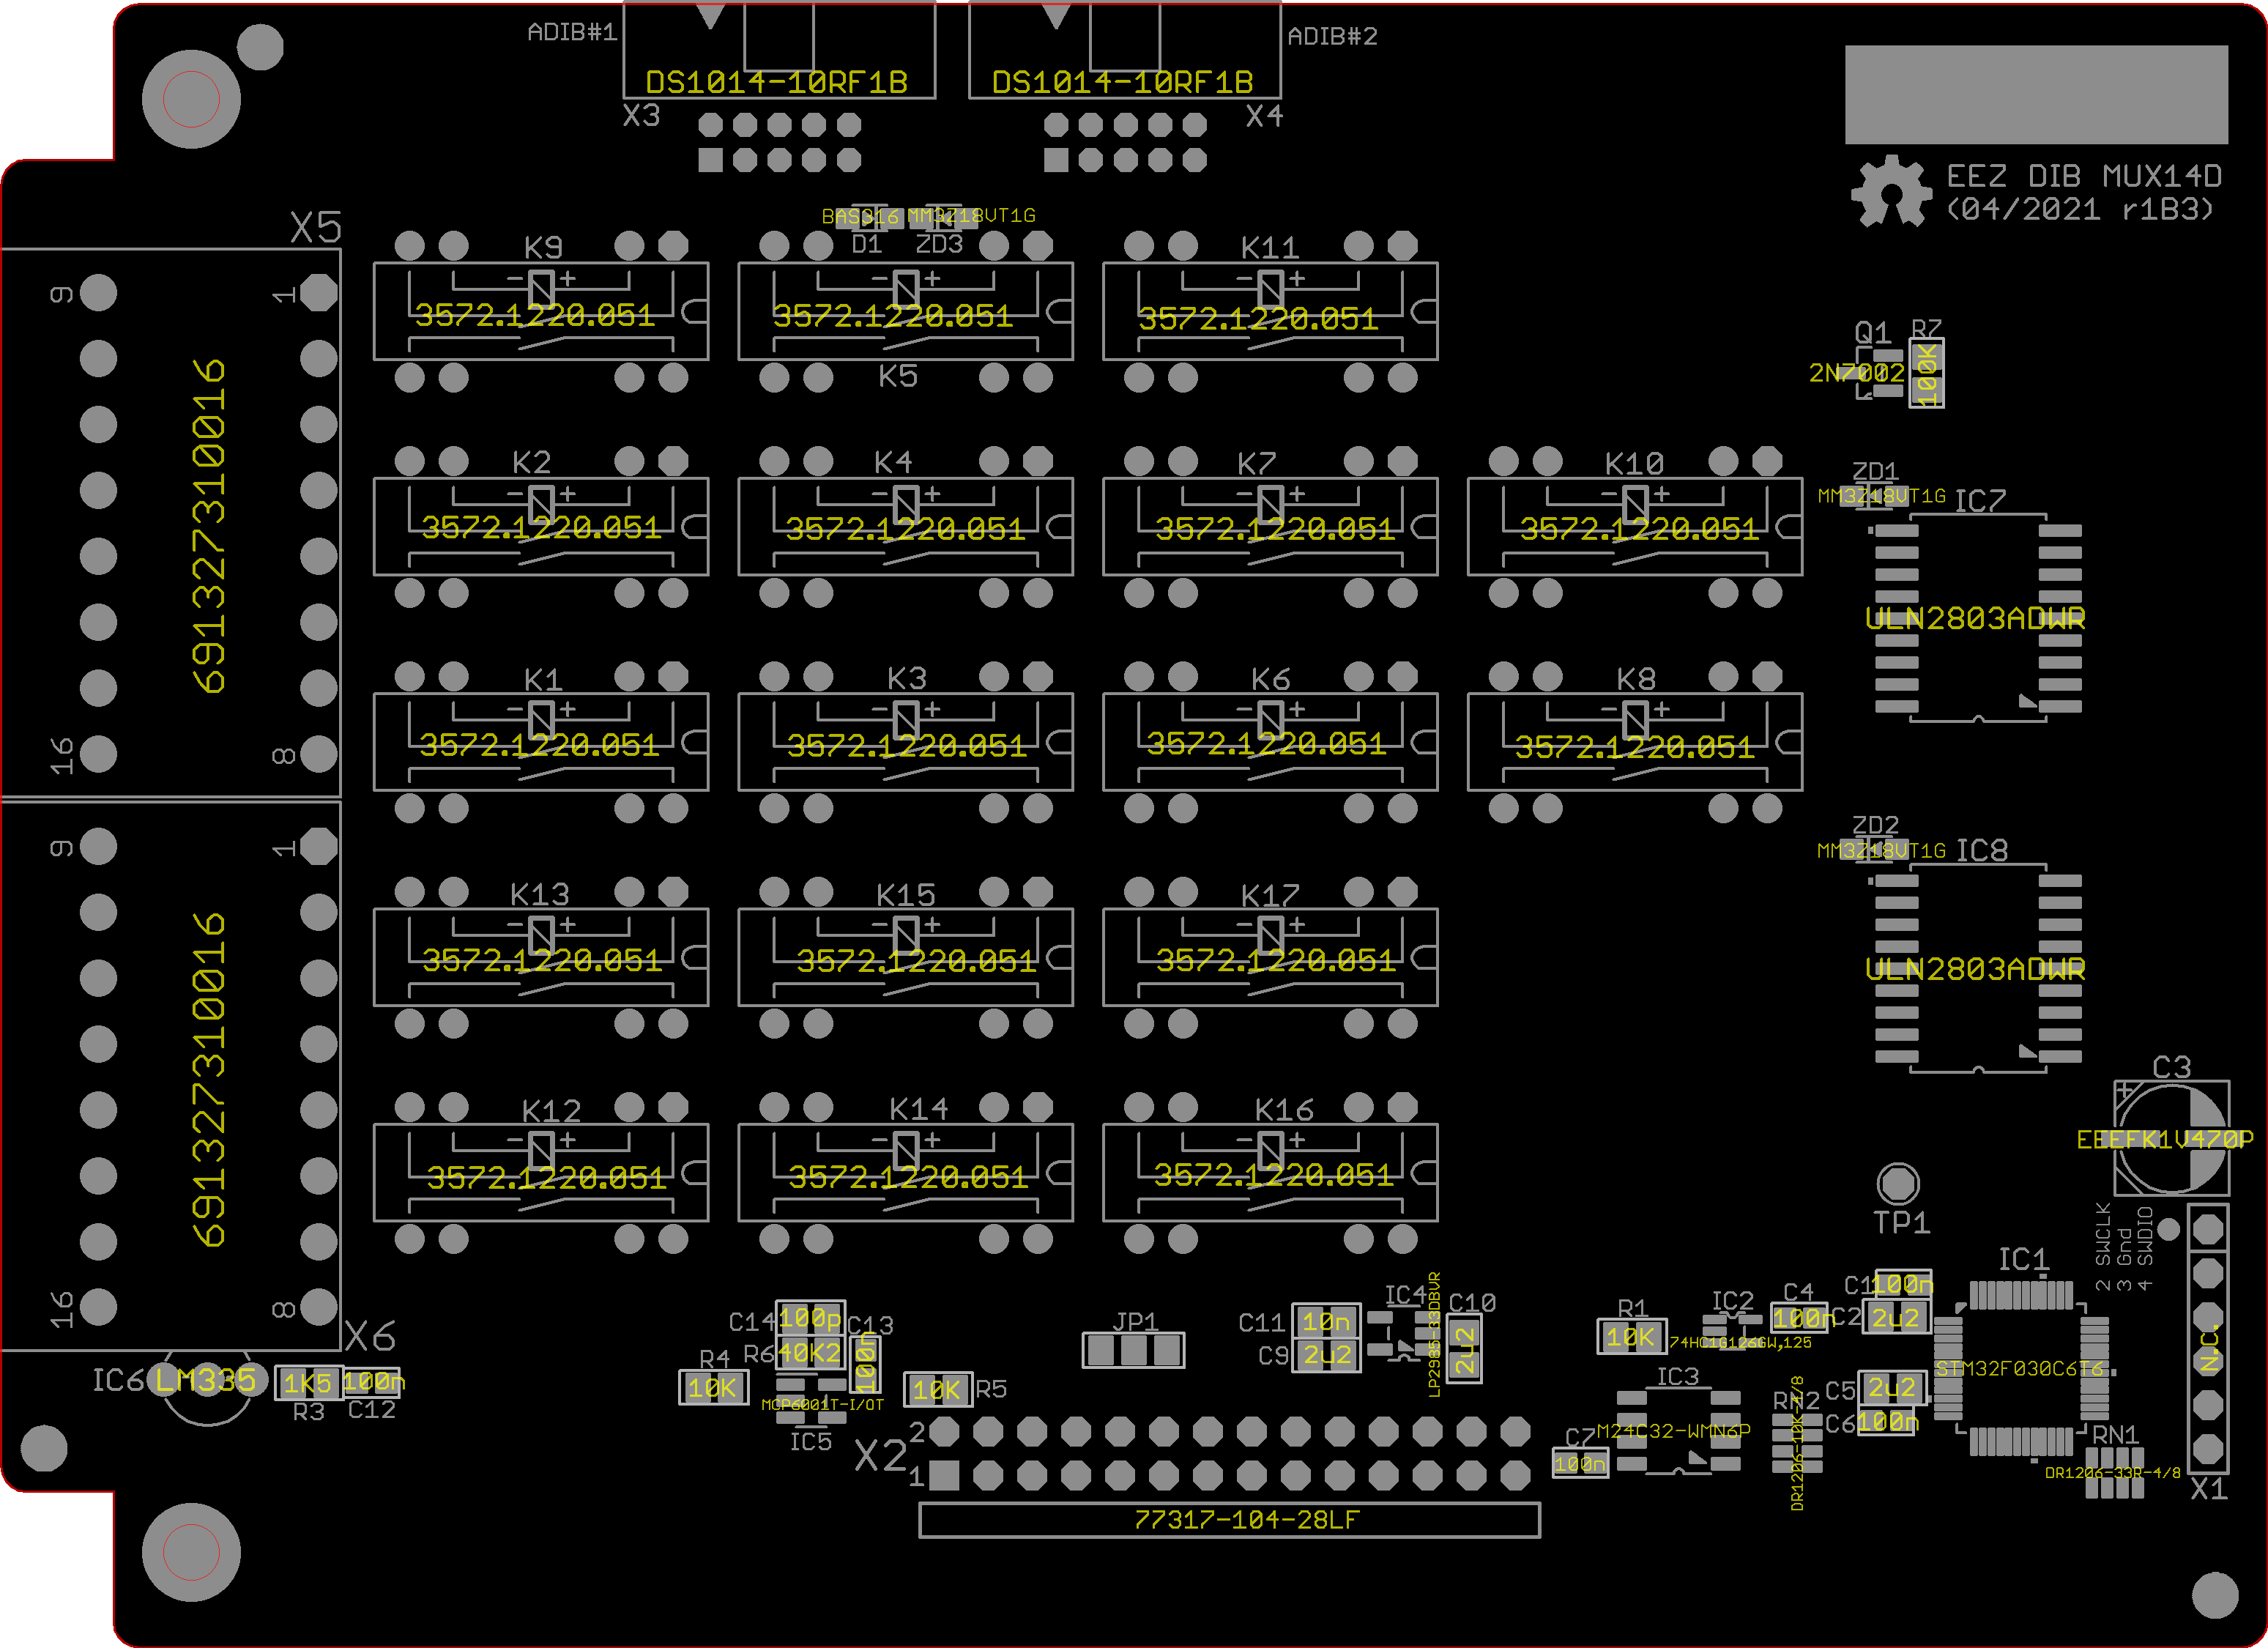 ADIB#1
ADIB#2
DS1014-10RF1B
DS1014-10RF1B
X3
X4
EEZ DIB MUX14D
(04/2021 r1B3)
X5
9
1
BAS316
MM3Z18VT1G
D1
ZD3
K9
K11
3572.1220.051
3572.1220.051
3572.1220.051
K5
Q1
R7
2N7002
100K
691327310016
K2
K4
K7
K10
3572.1220.051
3572.1220.051
3572.1220.051
3572.1220.051
ZD1
MM3Z18VT1G
IC7
ULN2803ADWR
K1
K3
K6
K8
3572.1220.051
3572.1220.051
3572.1220.051
3572.1220.051
16
8
9
1
ZD2
MM3Z18VT1G
IC8
ULN2803ADWR
691327310016
K13
K15
K17
3572.1220.051
3572.1220.051
3572.1220.051
K12
K14
K16
3572.1220.051
3572.1220.051
3572.1220.051
C3
EEEFK1V470P
TP1
2 SWCLK
3 Gnd
4 SWDIO
16
8
X6
IC6
LM335
1K5
R3
100n
C12
C14
100p
C13
R6
40K2
100n
R4
10K
MCP6001T-I/OT
IC5
10K
R5
JP1
C11
10n
C9
2u2
IC4
LP2985-33DBVR
C10
2u2
R1
10K
IC2
74HC1G126GW,125
C4
100n
C1
100n
C2
2u2
IC1
STM32F030C6T6
N.C.
C5
2u2
C6
100n
IC3
M24C32-WMN6P
RN2
DR1206-10K-4/8
C7
100n
RN1
DR1206-33R-4/8
X1
X2
2
1
77317-104-28LF